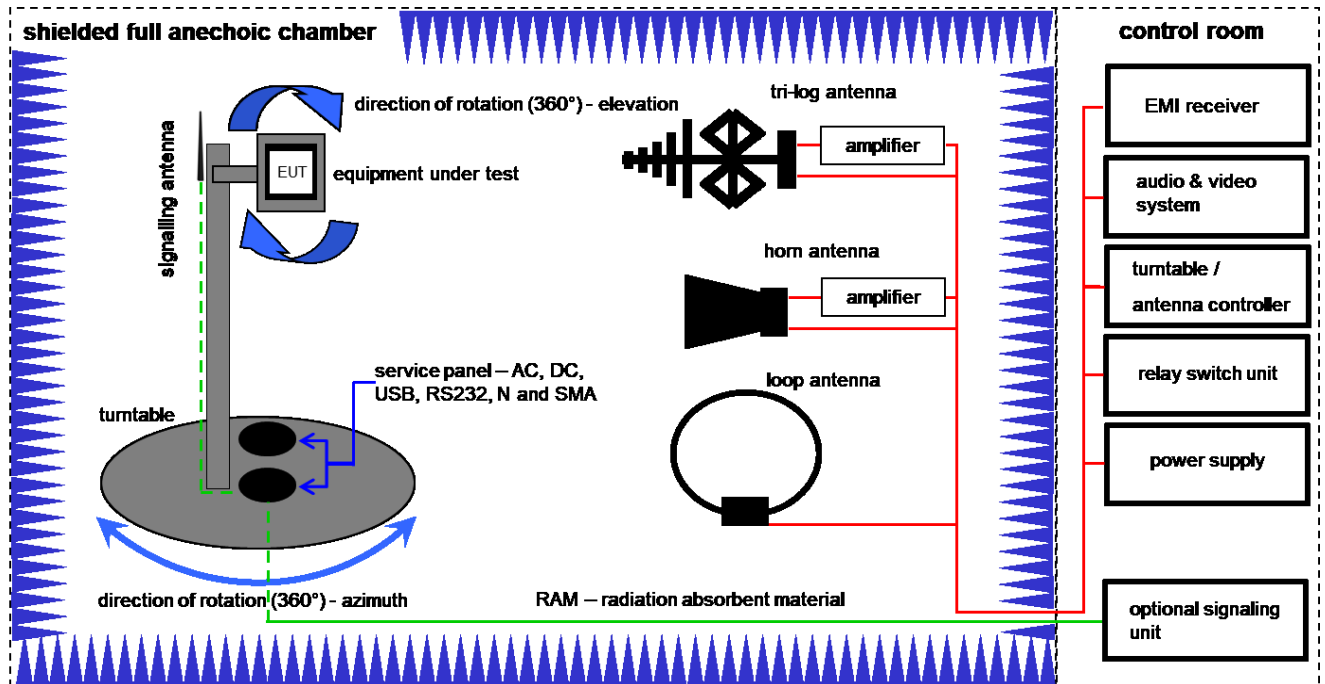 shielded full anechoic chamber
control room
direction of rotation (360°) - elevation
tri-log antenna
EMI receiver
amplifier
signalling antenna
EUT
equipment under test
audio & video
system
horn antenna
turntable /
antenna controller
amplifier
service panel – AC, DC,
USB, RS232, N and SMA
loop antenna
relay switch unit
turntable
power supply
direction of rotation (360°) - azimuth
RAM – radiation absorbent material
optional signaling
unit